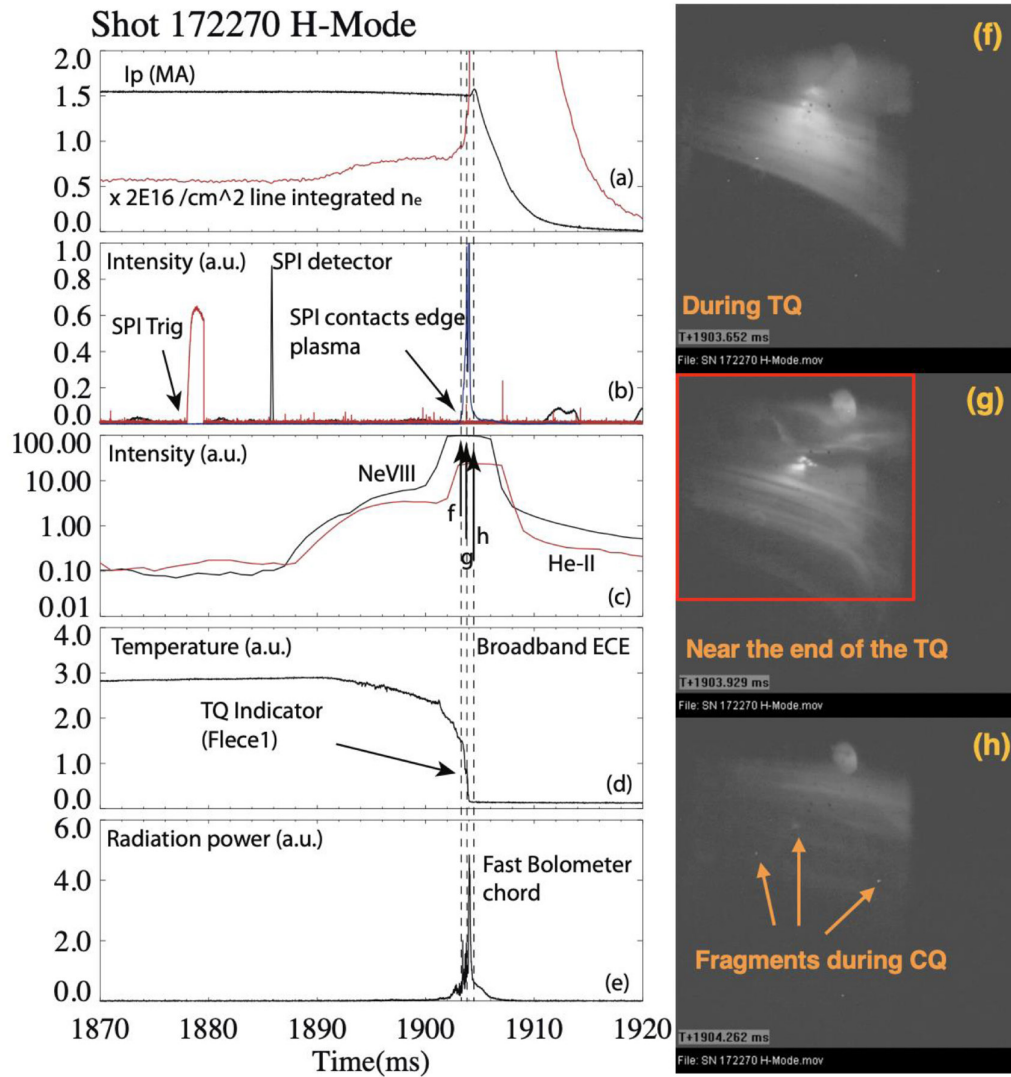 Shot 172270 H-Mode
2.0
1.5
1.0
0.5
0.0
Ip (MA)
x 2E16 /cm^2 line integrated ne
(a)
1.0
0.8
0.6
0.4
0.2
0.0
Intensity (a.u.)
SPI detector
SPI Trig
SPI contacts edge
plasma
(b)
100.00
10.00
1.00
0.10
0.01
Intensity (a.u.)
NeVIII
f
g
h
He-II
(c)
4.0
3.0
2.0
1.0
0.0
Temperature (a.u.)
Broadband ECE
TQ Indicator
(Flece1)
(d)
6.0
4.0
2.0
0.0
Radiation power (a.u.)
Fast Bolometer
chord
(e)
1870 1880 1890 1900 1910 1920
Time(ms)
(f)
During TQ
T+1903.652 ms
File: SN 172270 H-Mode.mov
(g)
Near the end of the TQ
T+1903.929 ms
File: SN 172270 H-Mode.mov
(h)
Fragments during CQ
T+1904.262 ms
File: SN 172270 H-Mode.mov